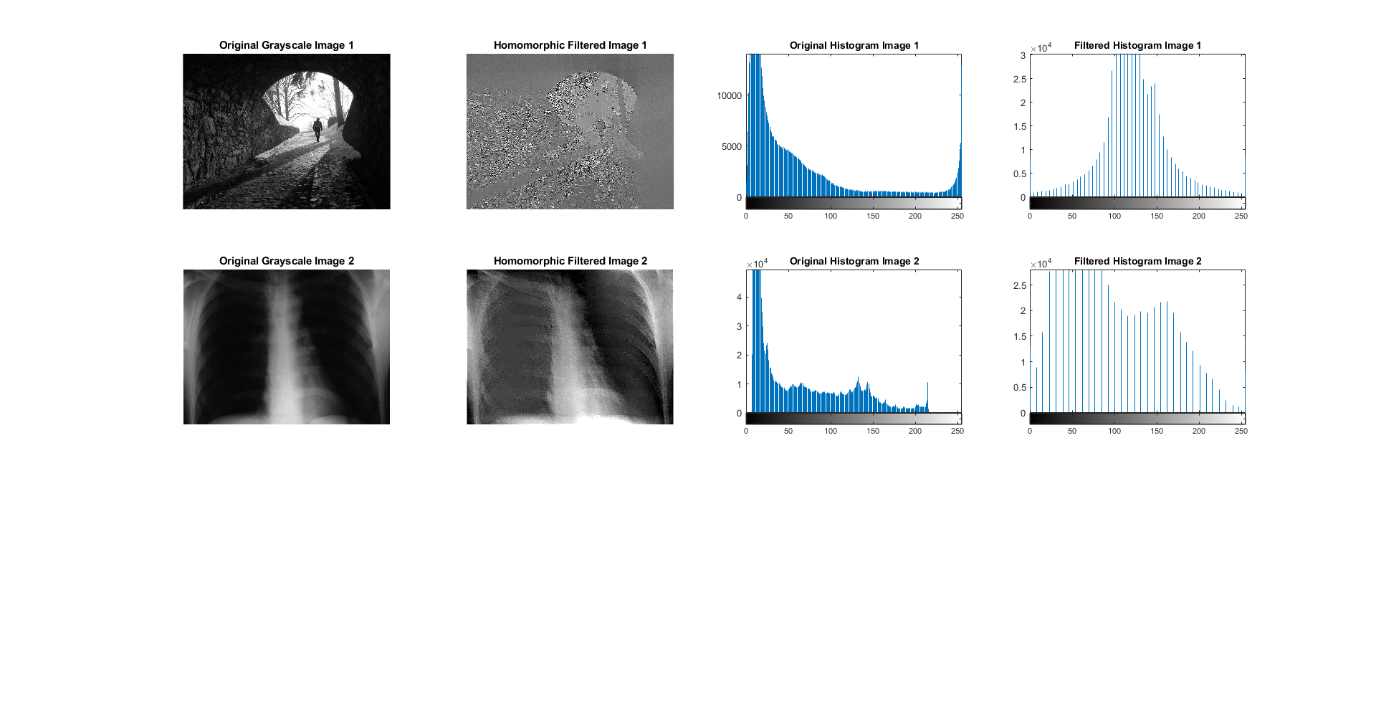 Original Grayscale Image 1
Homomorphic Filtered Image 1
Original Histogram Image 1
10000
5000
0
0 50 100 150 200 250
Filtered Histogram Image 1
×10⁴
3
2.5
2
1.5
1
0.5
0
0 50 100 150 200 250
Original Grayscale Image 2
Homomorphic Filtered Image 2
Original Histogram Image 2
×10⁴
4
3
2
1
0
0 50 100 150 200 250
Filtered Histogram Image 2
×10⁴
2.5
2
1.5
1
0.5
0
0 50 100 150 200 250